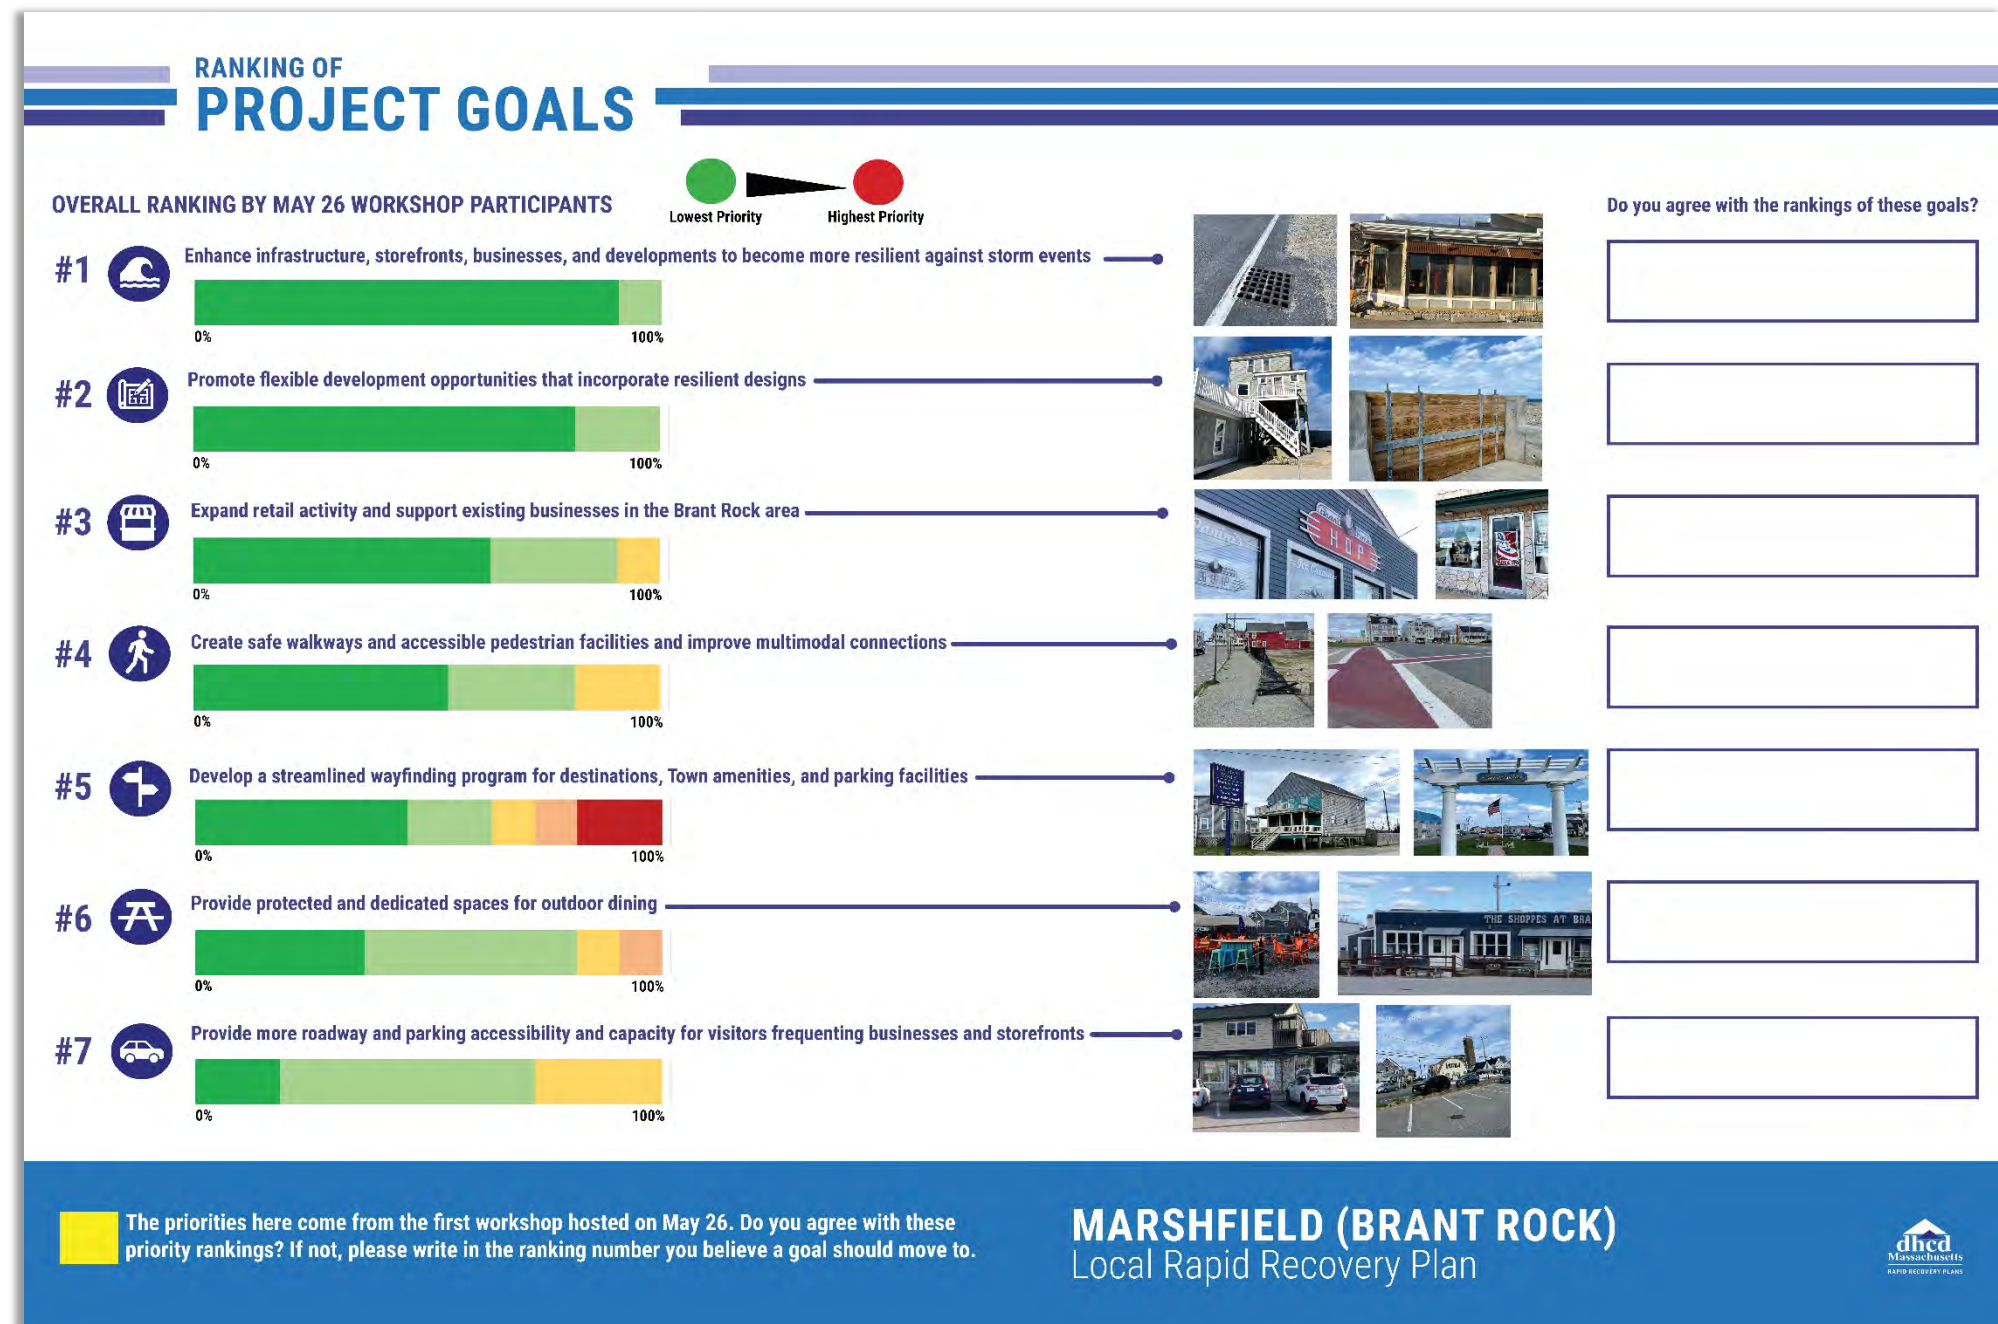 RANKING OF
PROJECT GOALS
OVERALL RANKING BY MAY 26 WORKSHOP PARTICIPANTS
Lowest Priority
Highest Priority
Do you agree with the rankings of these goals?
#1
Enhance infrastructure, storefronts, businesses, and developments to become more resilient against storm events
0%
100%
#2
Promote flexible development opportunities that incorporate resilient designs
0%
100%
#3
Expand retail activity and support existing businesses in the Brant Rock area
0%
100%
HOP
#4
Create safe walkways and accessible pedestrian facilities and improve multimodal connections
0%
100%
#5
Develop a streamlined wayfinding program for destinations, Town amenities, and parking facilities
0%
100%
#6
Provide protected and dedicated spaces for outdoor dining
0%
100%
THE SHOPPES AT BRA
#7
Provide more roadway and parking accessibility and capacity for visitors frequenting businesses and storefronts
0%
100%
The priorities here come from the first workshop hosted on May 26. Do you agree with these
priority rankings? If not, please write in the ranking number you believe a goal should move to.
MARSHFIELD (BRANT ROCK)
Local Rapid Recovery Plan
dhcd
Massachusetts
RAPID RECOVERY PLANS